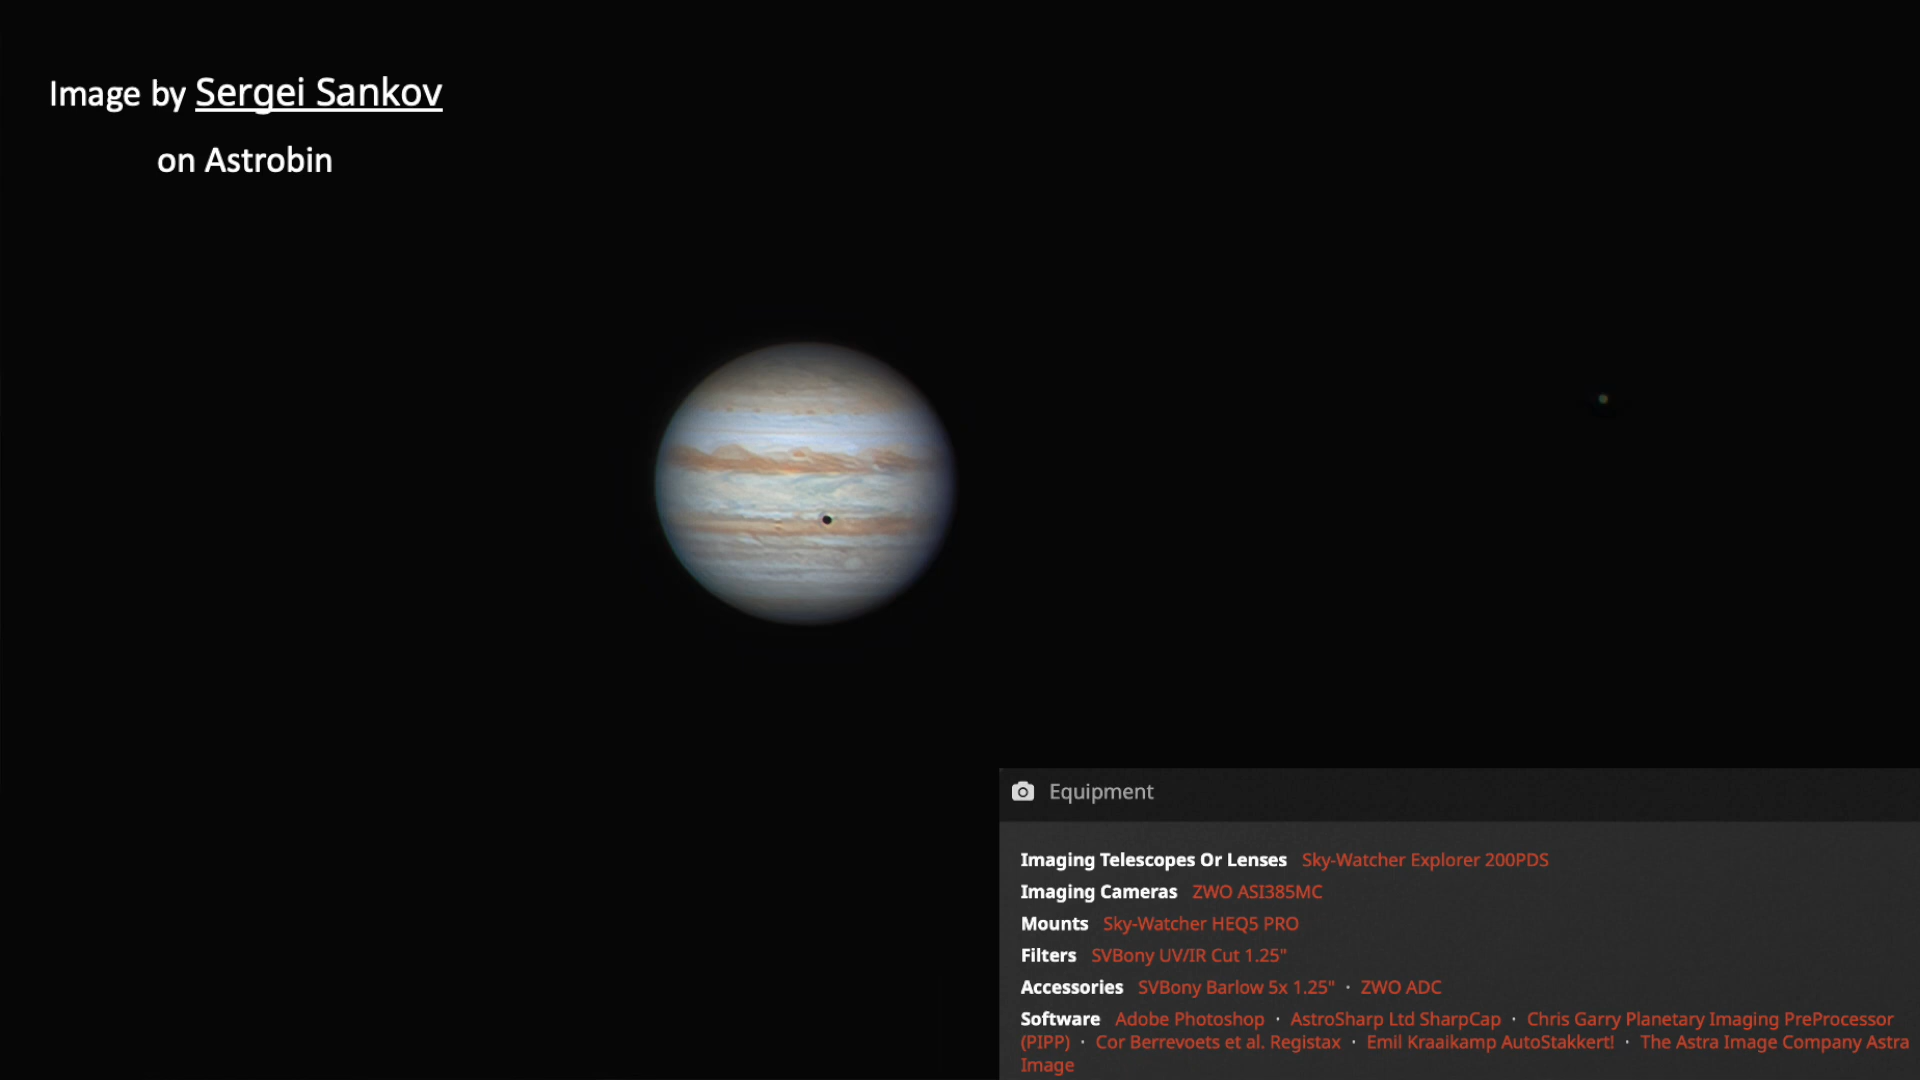 Image by Sergei Sankov
on Astrobin
Equipment
Imaging Telescopes Or Lenses Sky-Watcher Explorer 200PDS
Imaging Cameras ZWO ASI385MC
Mounts Sky-Watcher HEQ5 PRO
Filters SVBony UV/IR Cut 1.25"
Accessories SVBony Barlow 5x 1.25" · ZWO ADC
Software Adobe Photoshop · AstroSharp Ltd SharpCap · Chris Garry Planetary Imaging PreProcessor
(PIPP) · Cor Berrevoets et al. Registax · Emil Kraaikamp AutoStakkert! · The Astra Image Company Astra
Image